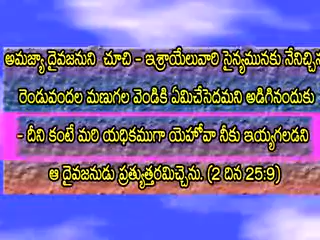 అమజ్యా దైవజనుని చూచి - ఇశ్రాయేలువారి సైన్యమునకు నేనిచ్చిన
రెండువందల మణుగల వెండికి ఏమిచేసెదమని అడిగినందుకు
- దీని కంటే మరి యధికముగా యెహోవా నీకు ఇయ్యగలడని
ఆ దైవజనుడు ప్రత్యుత్తరమిచ్చెను. (2 దిన 25:9)